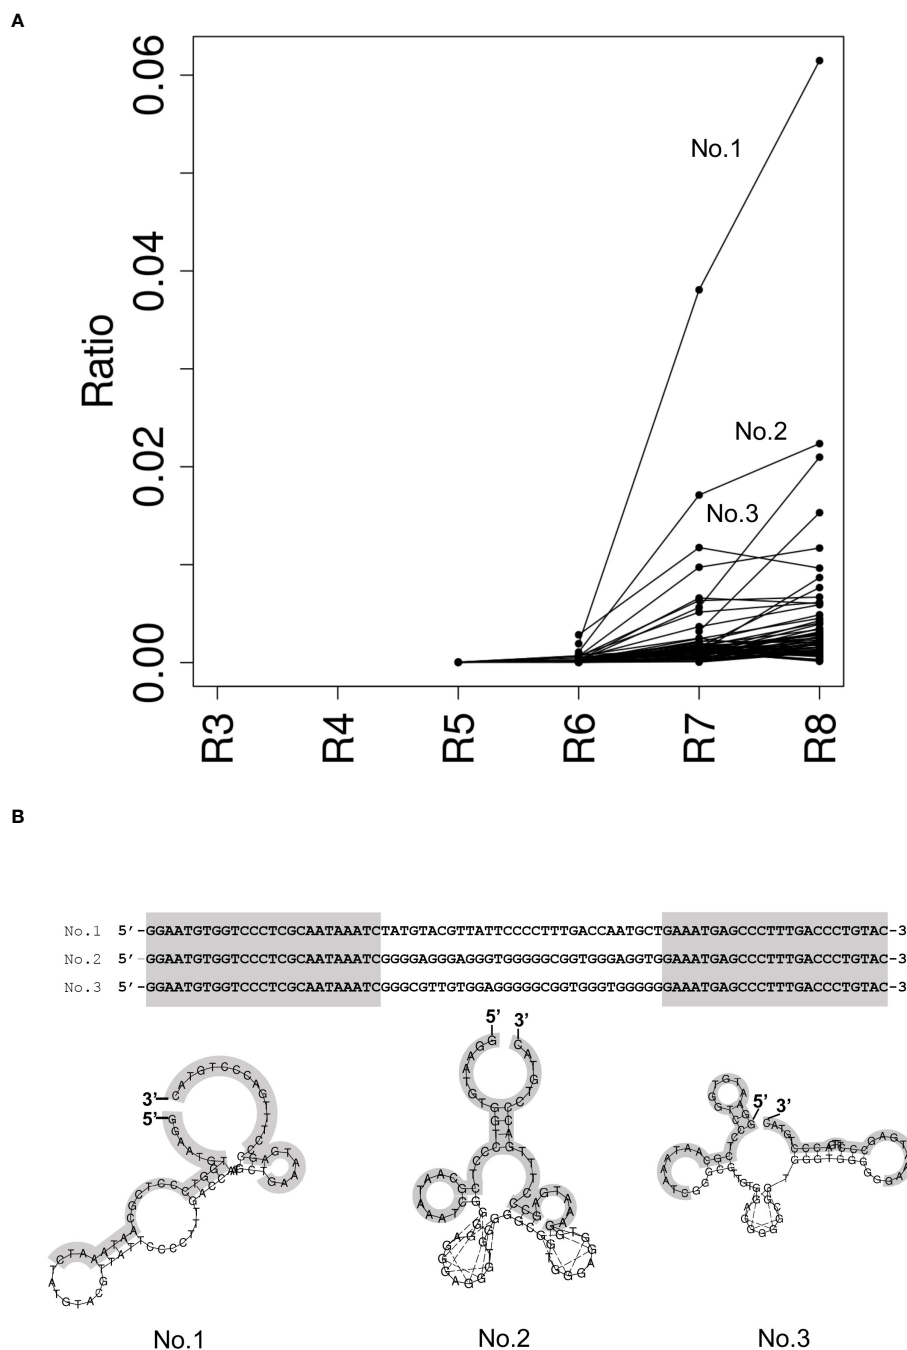 A
0.06
0.04
0.02
0.00
Ratio
No.1
No.2
No.3
R3 R4 R5 R6 R7 R8
B
No.1 5'-GGAATGTGGTCCCTCGCAATAAATCTATGTACGTTATTCCCCTTTGACCAATGCTGAAATGAGCCCTTTGACCCTGTAC-3
No.2 5'-GGAATGTGGTCCCTCGCAATAAATCGGGGAGGGAGGGTGGGGGCGGTGGGAGGTGGAAATGAGCCCTTTGACCCTGTAC-3
No.3 5'-GGAATGTGGTCCCTCGCAATAAATCGGGCGTTGTGGAGGGGGCGGTGGGTGGGGGGAAATGAGCCCTTTGACCCTGTAC-3
5' 3'
3'
5'
5' 3'
No.1 No.2 No.3